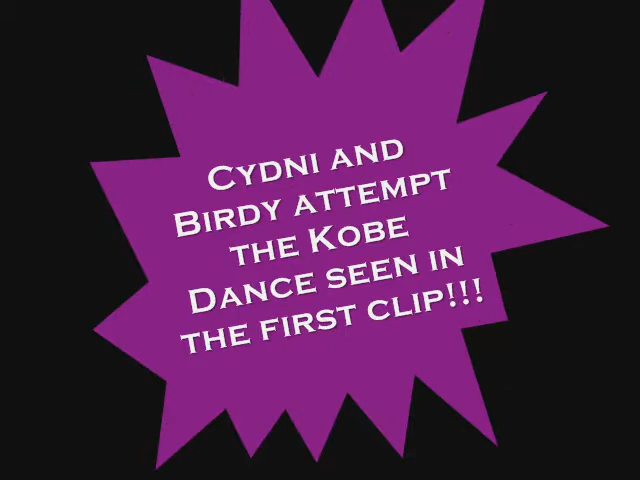 Cydni and
Birdy attempt
the Kobe
Dance seen in
the first clip!!!